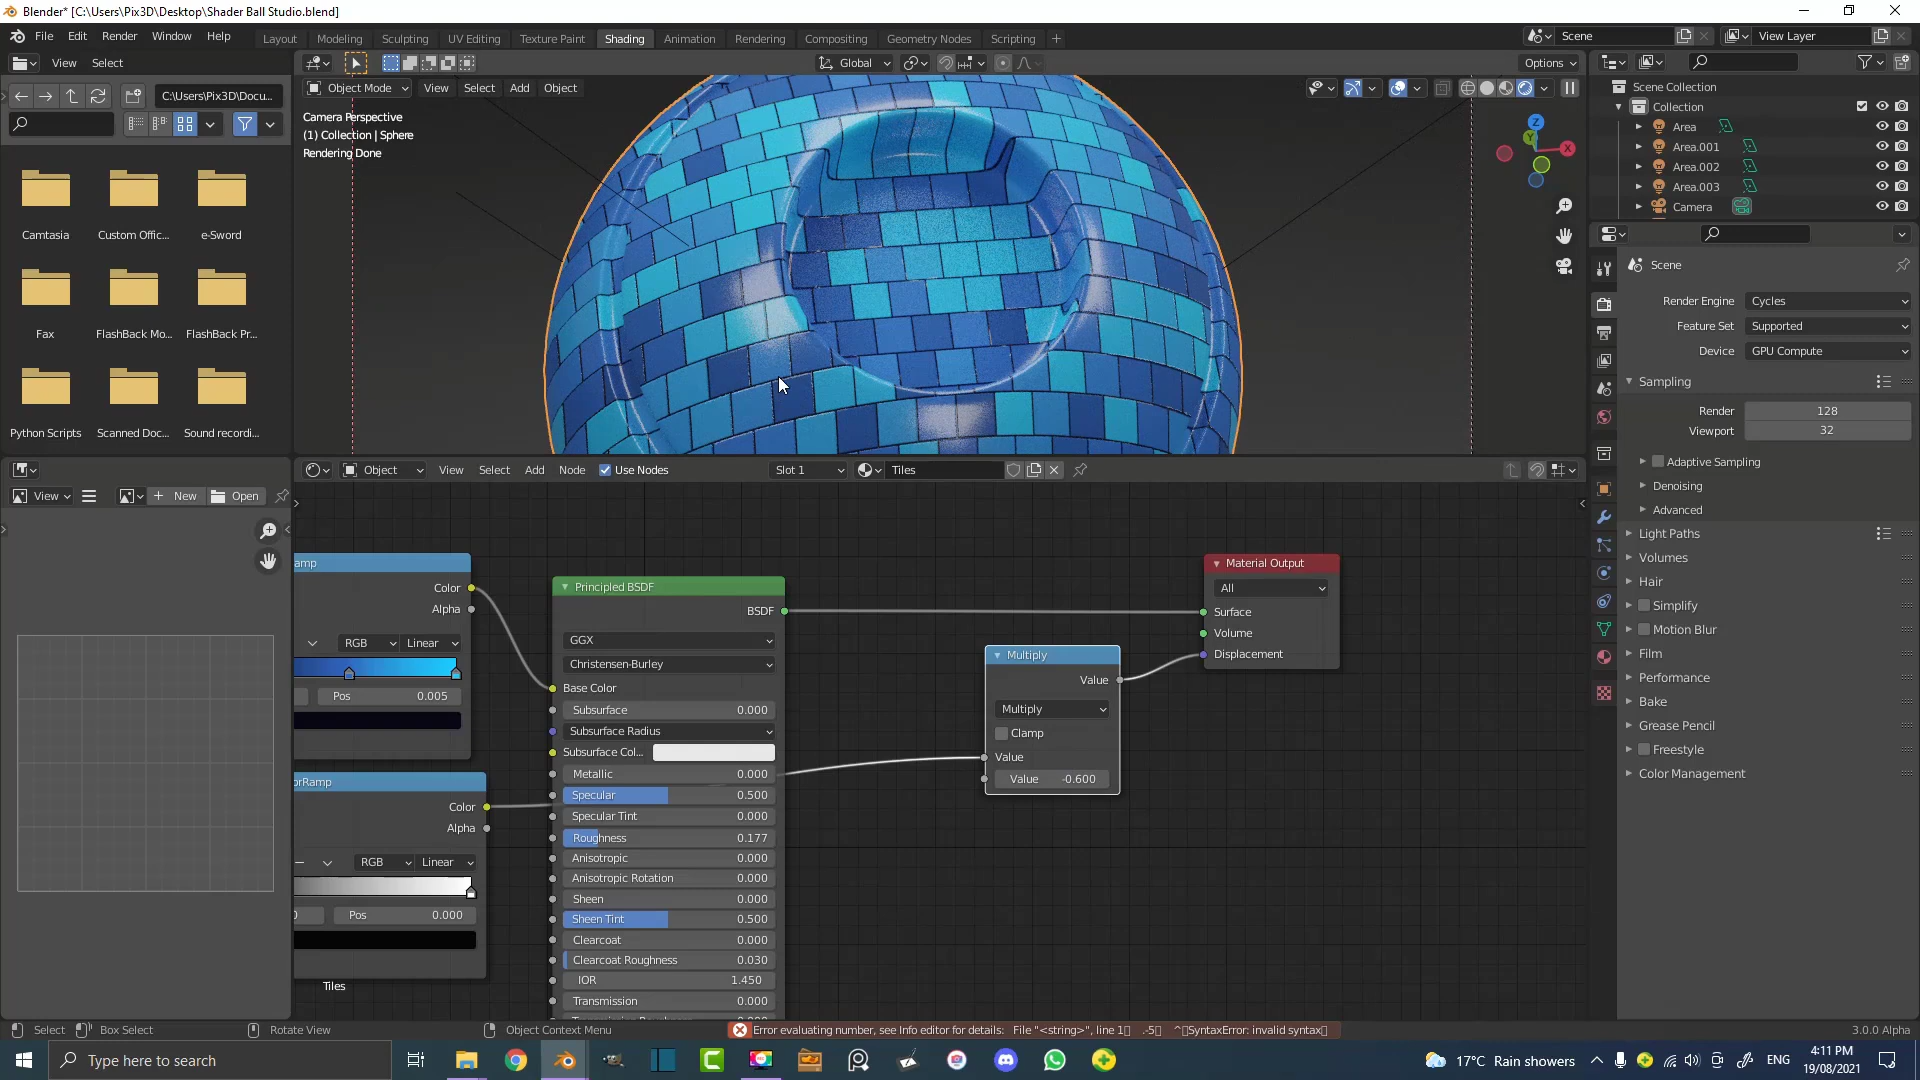 Blender* [C:\Users\Pix3D\Desktop\Shader Ball Studio.blend]
File Edit Render Window Help Layout Modeling Sculpting UV Editing Texture Paint Shading Animation Rendering Compositing Geometry Nodes Scripting + Scene View Layer
View Select Global Options
C:\Users\Pix3D\Docu... Object Mode View Select Add Object
Camera Perspective
(1) Collection | Sphere
Rendering Done
Z
Y
X
Camtasia Custom Offic... e-Sword
Fax FlashBack Mo... FlashBack Pr...
Python Scripts Scanned Doc... Sound recordi...
Scene Collection
Collection
Area
Area.001
Area.002
Area.003
Camera
Scene
Render Engine Cycles
Feature Set Supported
Device GPU Compute
Sampling
Render 128
Viewport 32
Adaptive Sampling
Denoising
Advanced
Light Paths
Volumes
Hair
Simplify
Motion Blur
Film
Performance
Bake
Grease Pencil
Freestyle
Color Management
View New Open
Object View Select Add Node Use Nodes Slot 1 Tiles
amp
Color
Alpha
RGB Linear
Pos 0.005
orRamp
Color
Alpha
RGB Linear
0 Pos 0.000
Tiles
Principled BSDF
BSDF
GGX
Christensen-Burley
Base Color
Subsurface 0.000
Subsurface Radius
Subsurface Col...
Metallic 0.000
Specular 0.500
Specular Tint 0.000
Roughness 0.177
Anisotropic 0.000
Anisotropic Rotation 0.000
Sheen 0.000
Sheen Tint 0.500
Clearcoat 0.000
Clearcoat Roughness 0.030
IOR 1.450
Transmission 0.000
Multiply
Value
Multiply
Clamp
Value
Value -0.600
Material Output
All
Surface
Volume
Displacement
Select Box Select Rotate View Object Context Menu Error evaluating number, see Info editor for details: File "<string>", line 1 .-5 ^SyntaxError: invalid syntax 3.0.0 Alpha
Type here to search 17°C Rain showers ENG 4:11 PM
19/08/2021